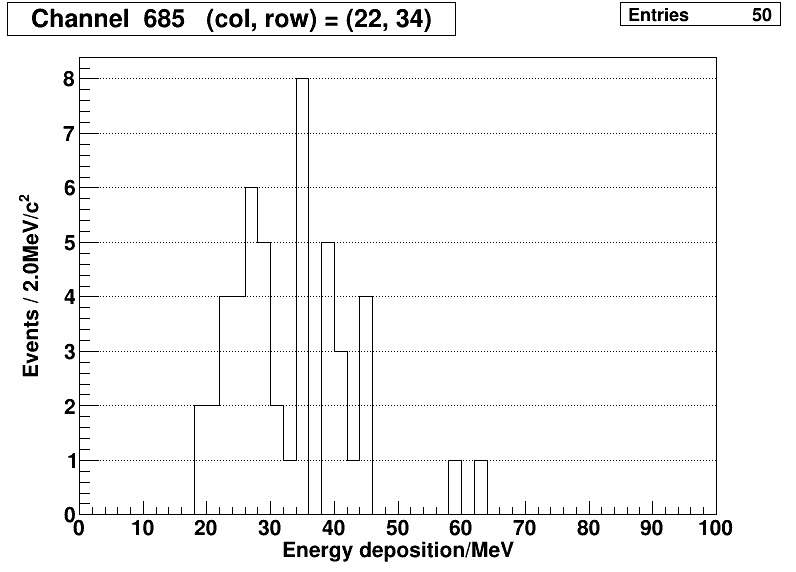 Channel 685 (col, row) = (22, 34)
Entries 50
8
7
6
5
4
3
2
1
0
Events / 2.0MeV/c²
0 10 20 30 40 50 60 70 80 90 100
Energy deposition/MeV